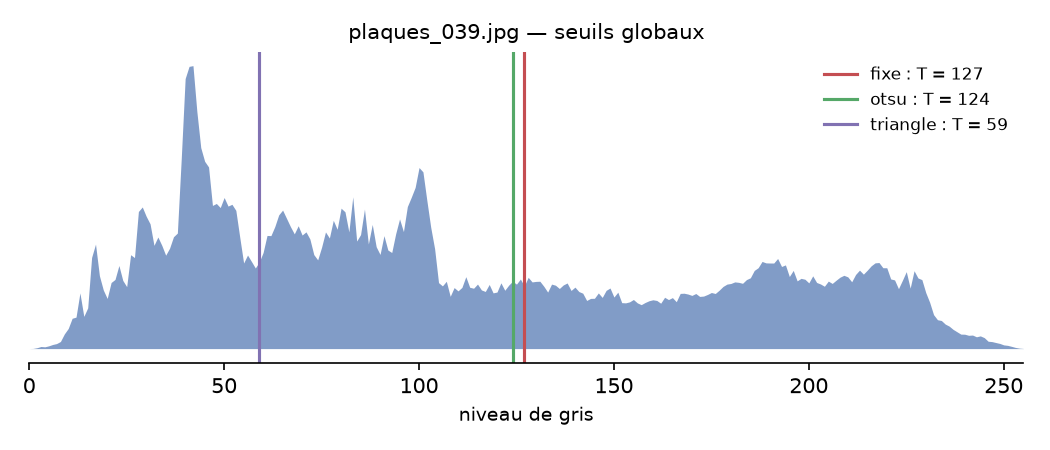 plaques_039.jpg — seuils globaux
fixe : T = 127
otsu : T = 124
triangle : T = 59
0 50 100 150 200 250
niveau de gris